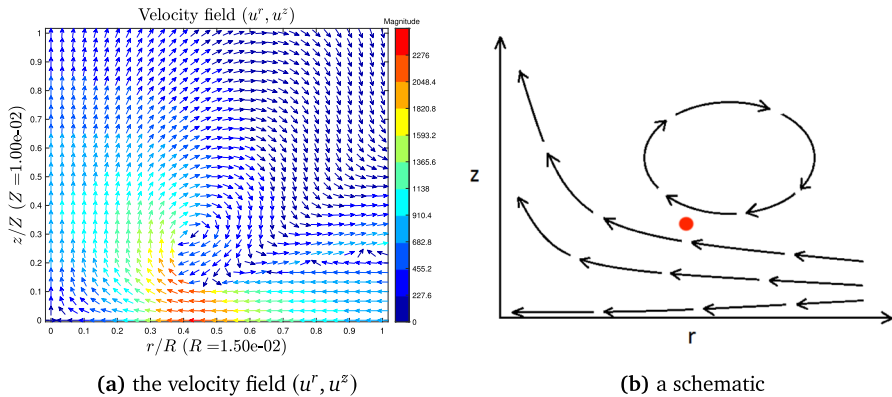 Velocity field (u^r, u^z)
Magnitude
1
0.9
0.8
0.7
0.6
0.5
0.4
0.3
0.2
0.1
0
z/Z (Z =1.00e-02)
0 0.1 0.2 0.3 0.4 0.5 0.6 0.7 0.8 0.9 1
r/R (R =1.50e-02)
2276
2048.4
1820.8
1593.2
1365.6
1138
910.4
682.8
455.2
227.6
0
(a) the velocity field (u^r, u^z)
z
r
(b) a schematic